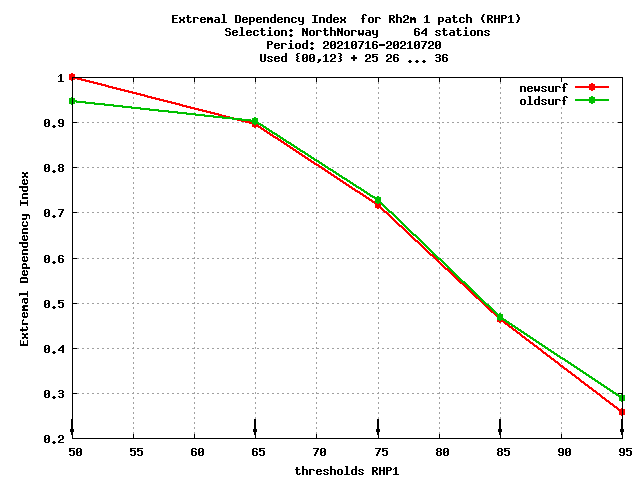 Extremal Dependency Index  for Rh2m 1 patch (RHP1)
Selection: NorthNorway     64 stations
Period: 20210716-20210720
Used {00,12} + 25 26 ... 36
newsurf
oldsurf
Extremal Dependency Index
1
0.9
0.8
0.7
0.6
0.5
0.4
0.3
0.2
50 55 60 65 70 75 80 85 90 95
thresholds RHP1